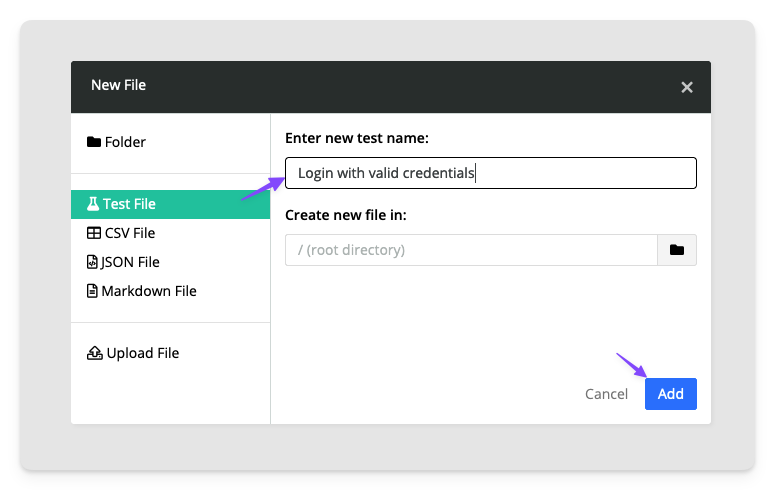 New File
Folder
Test File
CSV File
JSON File
Markdown File
Upload File
Enter new test name:
Login with valid credentials
Create new file in:
/ (root directory)
Cancel
Add